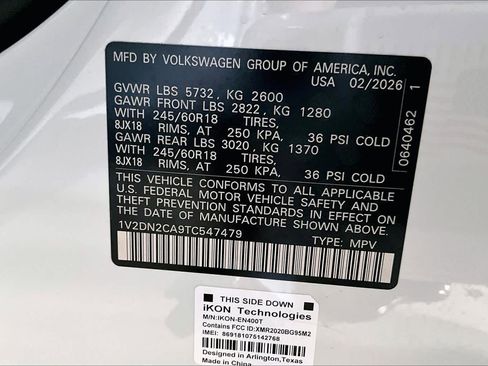 MFD BY VOLKSWAGEN GROUP OF AMERICA, INC.
USA 02/2026
GVWR LBS 5732, KG 2600
GAWR FRONT LBS 2822, KG 1280
WITH 245/60R18 TIRES,
8JX18 RIMS, AT 250 KPA, 36 PSI COLD
GAWR REAR LBS 3020, KG 1370
WITH 245/60R18 TIRES,
8JX18 RIMS, AT 250 KPA, 36 PSI COLD
THIS VEHICLE CONFORMS TO ALL APPLICABLE
U.S. FEDERAL MOTOR VEHICLE SAFETY AND
THEFT PREVENTION STANDARDS IN EFFECT ON
THE DATE OF MANUFACTURE SHOWN ABOVE.
1V2DN2CA9TC547479 TYPE: MPV
0640462 1
THIS SIDE DOWN
iKON Technologies
M/N:IKON-EN400T
Contains FCC ID:XMR2020BG95M2
IMEI: 869181075142768
Designed in Arlington,Texas
Made in China